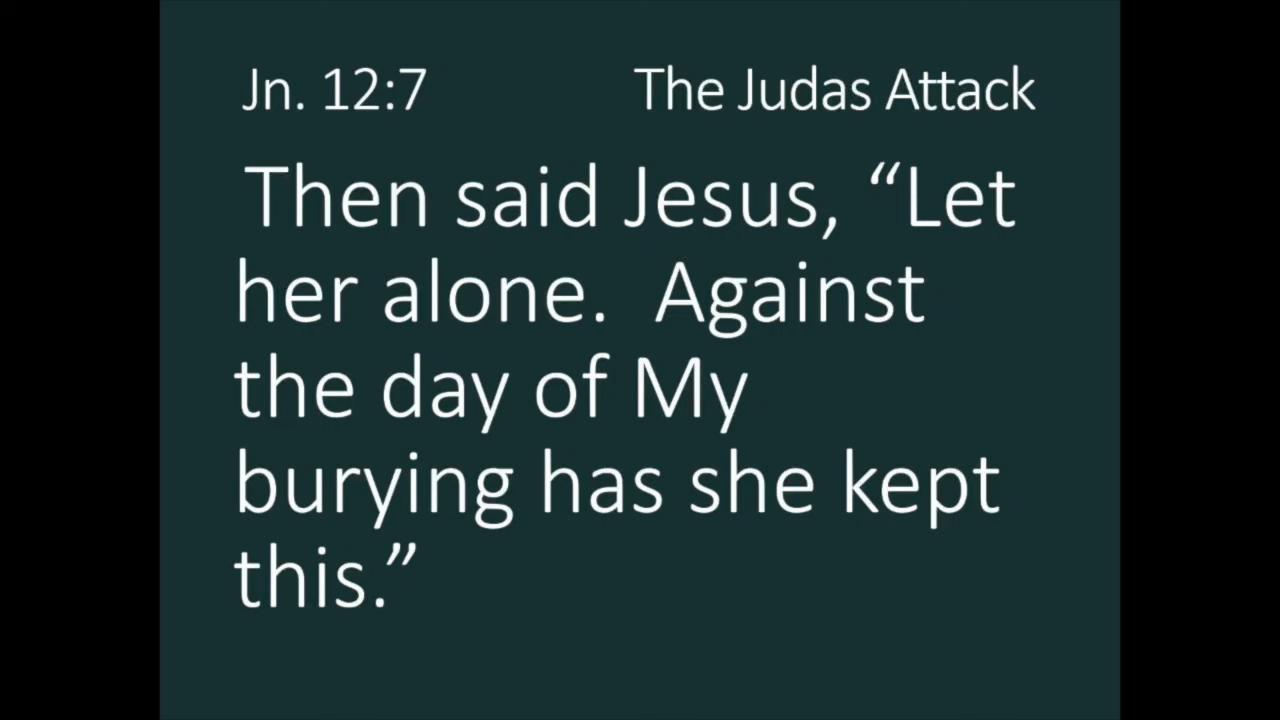 Jn. 12:7 The Judas Attack
Then said Jesus, “Let
her alone.  Against
the day of My
burying has she kept
this.”